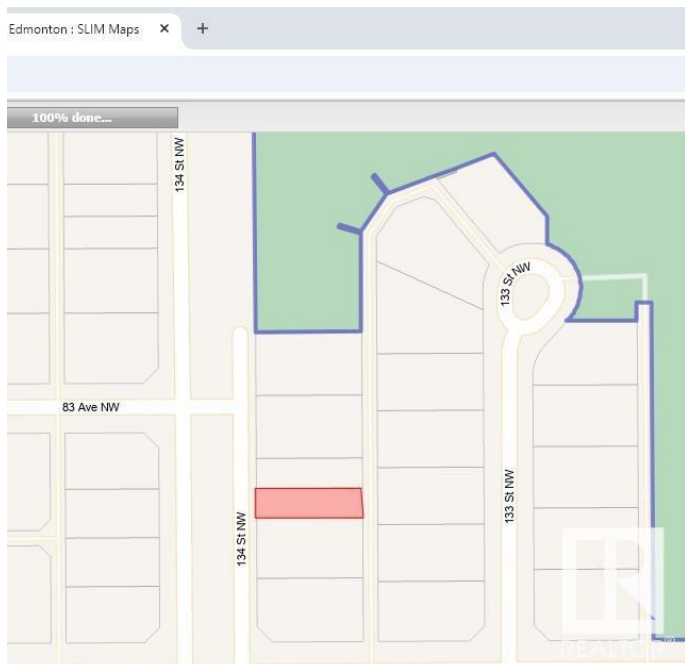 Edmonton : SLIM Maps
100% done...
134 St NW
133 St NW
83 Ave NW
133 St NW
134 St NW
REALTOR®